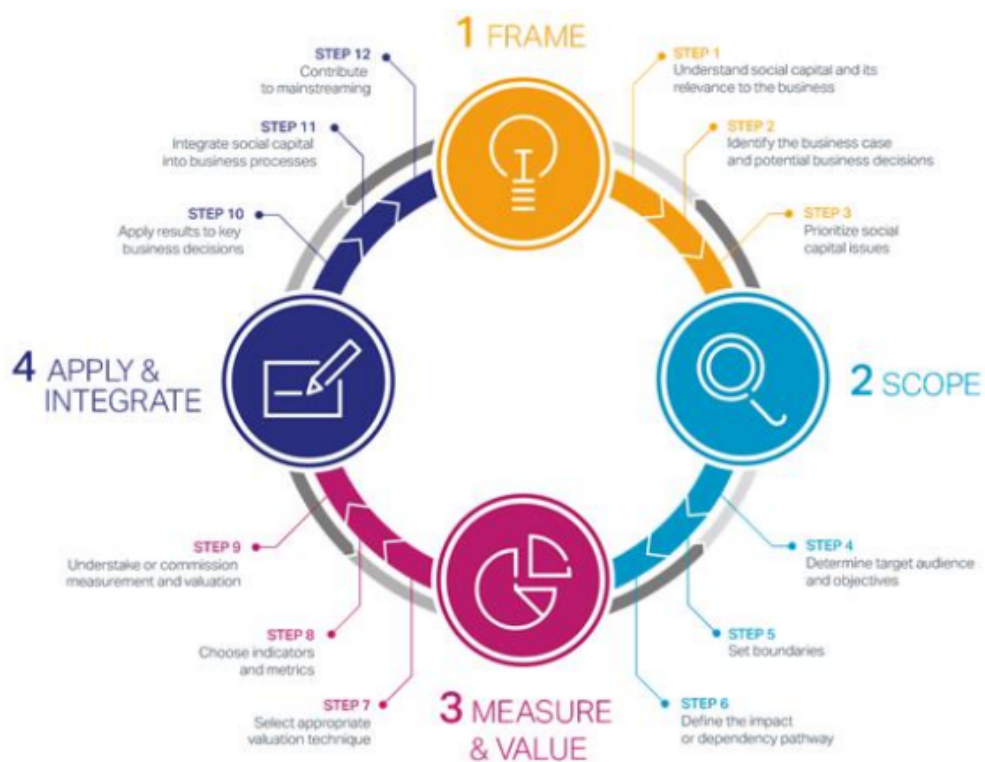 1 FRAME
STEP 1
Understand social capital and its
relevance to the business
STEP 2
Identify the business case
and potential business decisions
STEP 3
Prioritize social
capital issues
2 SCOPE
STEP 4
Determine target audience
and objectives
STEP 5
Set boundaries
STEP 6
Define the impact
or dependency pathway
3 MEASURE
& VALUE
STEP 7
Select appropriate
valuation technique
STEP 8
Choose indicators
and metrics
STEP 9
Undertake or commission
measurement and valuation
4 APPLY &
INTEGRATE
STEP 10
Apply results to key
business decisions
STEP 11
Integrate social capital
into business processes
STEP 12
Contribute
to mainstreaming